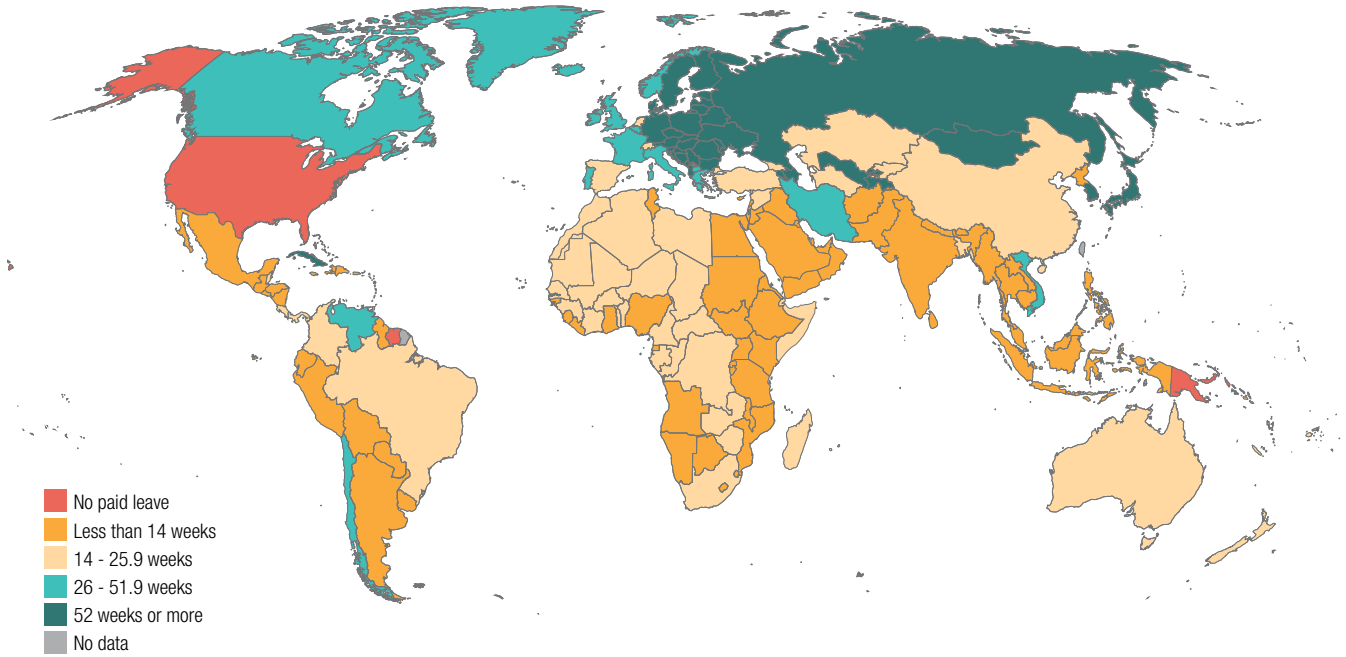 No paid leave
Less than 14 weeks
14 - 25.9 weeks
26 - 51.9 weeks
52 weeks or more
No data